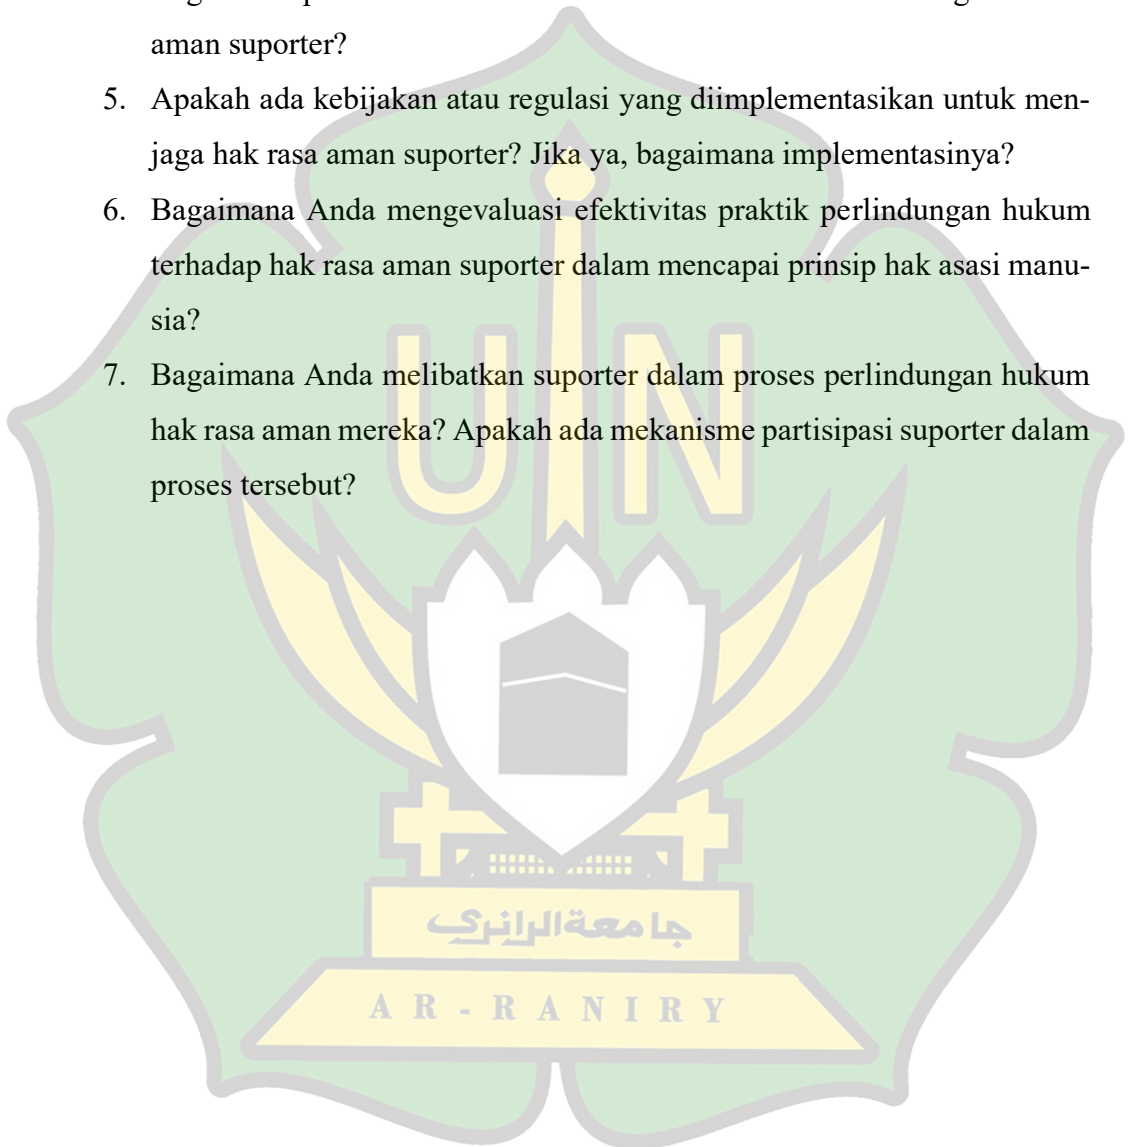 aman suporter?
5. Apakah ada kebijakan atau regulasi yang diimplementasikan untuk men-
jaga hak rasa aman suporter? Jika ya, bagaimana implementasinya?
6. Bagaimana Anda mengevaluasi efektivitas praktik perlindungan hukum
terhadap hak rasa aman suporter dalam mencapai prinsip hak asasi manu-
sia?
7. Bagaimana Anda melibatkan suporter dalam proses perlindungan hukum
hak rasa aman mereka? Apakah ada mekanisme partisipasi suporter dalam
proses tersebut?
UIN
جامعة الرانري
AR-RANIRY